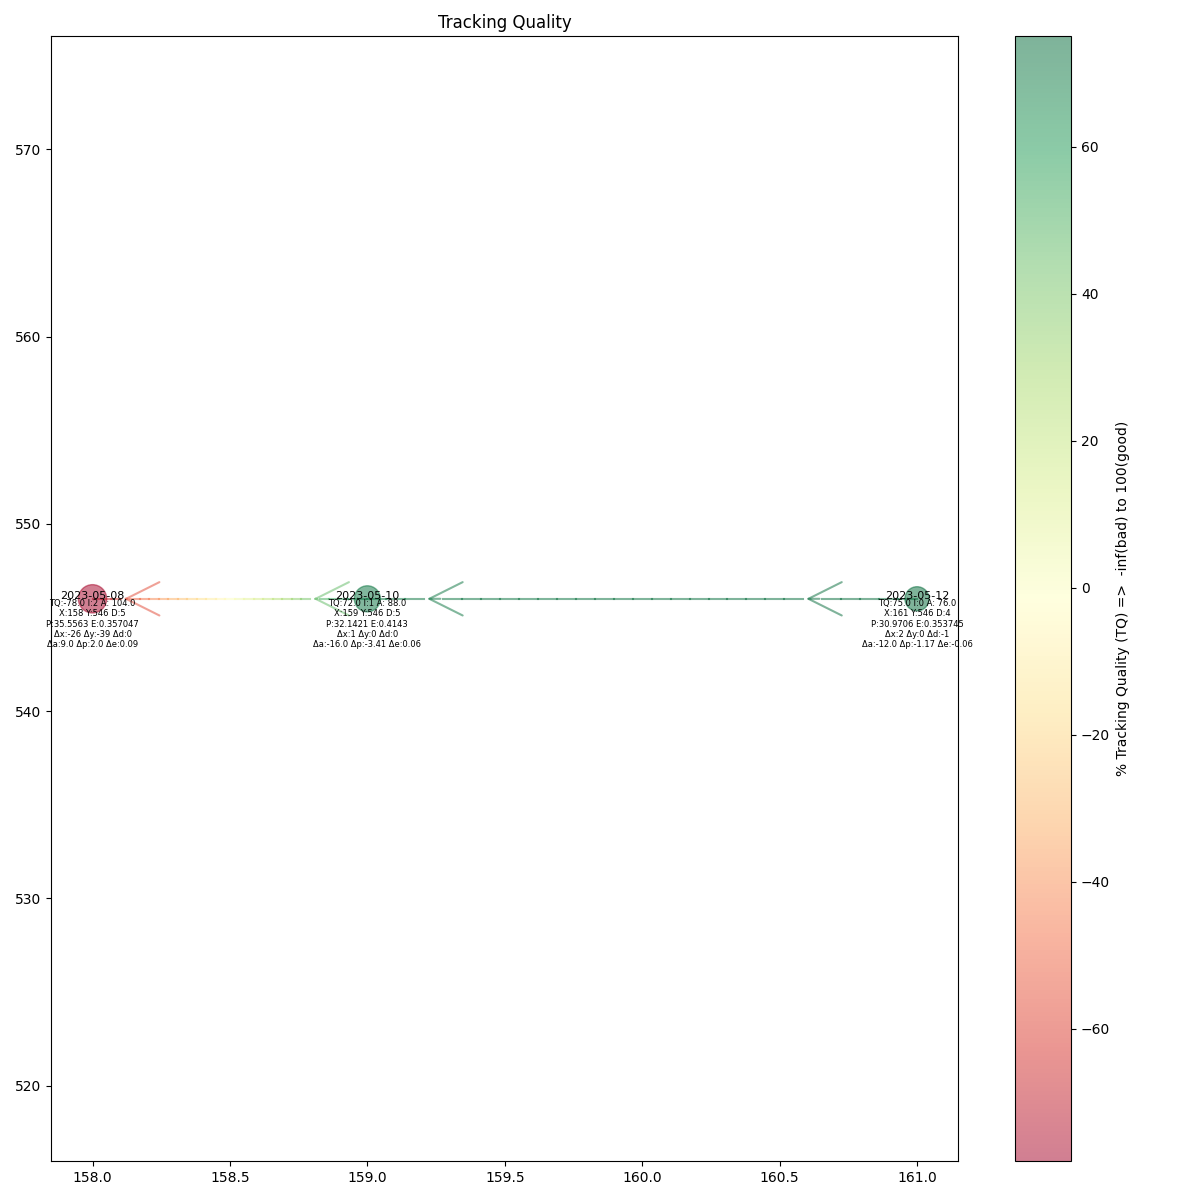 Tracking Quality
570
560
550
540
530
520
2023-05-08
TQ:-78.0 I:2 A: 104.0
X:158 Y:546 D:5
P:35.5563 E:0.357047
Δx:-26 Δy:-39 Δd:0
Δa:9.0 Δp:2.0 Δe:0.09
2023-05-10
TQ:72.0 I:1 A: 88.0
X:159 Y:546 D:5
P:32.1421 E:0.4143
Δx:1 Δy:0 Δd:0
Δa:-16.0 Δp:-3.41 Δe:0.06
2023-05-12
TQ:75.0 I:0 A: 76.0
X:161 Y:546 D:4
P:30.9706 E:0.353745
Δx:2 Δy:0 Δd:-1
Δa:-12.0 Δp:-1.17 Δe:-0.06
158.0 158.5 159.0 159.5 160.0 160.5 161.0
60
40
20
0
−20
−40
−60
% Tracking Quality (TQ) => -inf(bad) to 100(good)